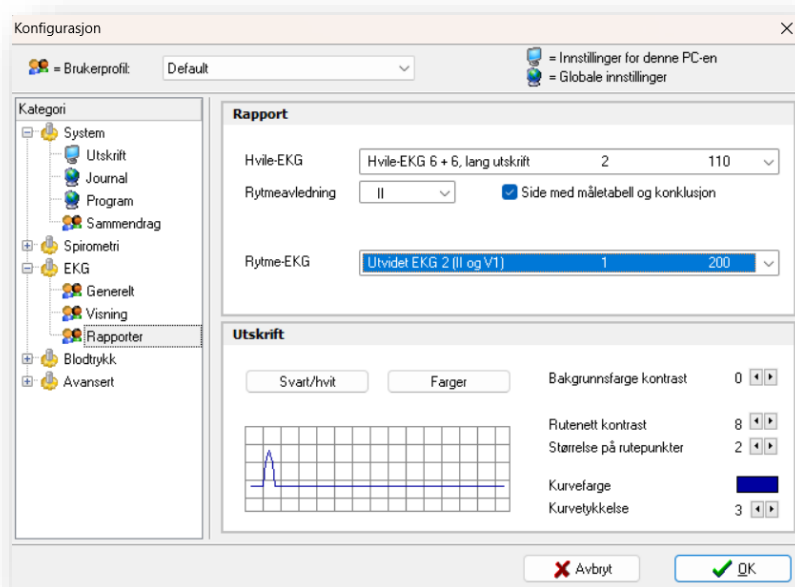 Konfigurasjon
= Brukerprofil: Default
= Innstillinger for denne PC-en
= Globale innstillinger
Kategori
System
Utskrift
Journal
Program
Sammendrag
Spirometri
EKG
Generelt
Visning
Rapporter
Blodtrykk
Avansert
Rapport
Hvile-EKG Hvile-EKG 6 + 6, lang utskrift 2 110
Rytmeavledning II Side med måletabell og konklusjon
Rytme-EKG Utvidet EKG 2 (II og V1) 1 200
Utskrift
Svart/hvit Farger Bakgrunnsfarge kontrast 0
Rutenett kontrast 8
Størrelse på rutepunkter 2
Kurvefarge
Kurvetykkelse 3
Avbryt OK